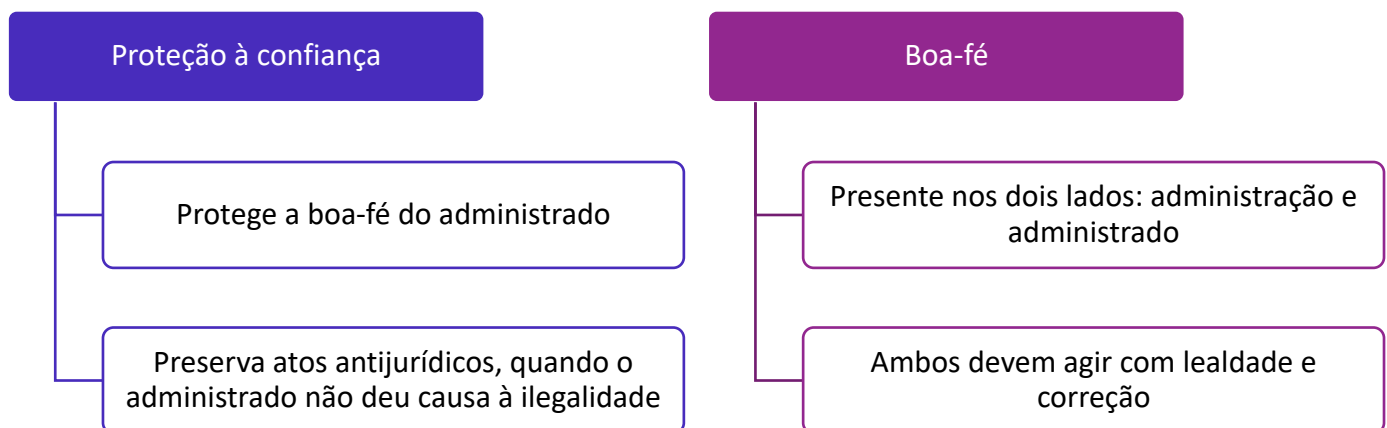 Proteção à confiança
Protege a boa-fé do administrado
Preserva atos antijurídicos, quando o
administrado não deu causa à ilegalidade
Boa-fé
Presente nos dois lados: administração e
administrado
Ambos devem agir com lealdade e
correção